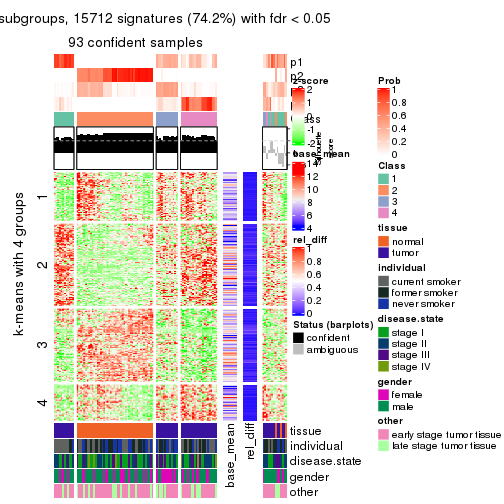 subgroups, 15712 signatures (74.2%) with fdr < 0.05
93 confident samples
p1
p2
z-score
2
1
-1
-2
base_mean
14
12
10
8
6
4
rel_diff
1
0.8
0.6
0.4
0.2
0
Status (barplots)
confident
ambiguous
Prob
1
0.8
0.6
0.4
0.2
0
Class
1
2
3
4
tissue
normal
tumor
individual
current smoker
former smoker
never smoker
disease.state
stage I
stage II
stage III
stage IV
gender
female
male
other
early stage tumor tissue
late stage tumor tissue
k-means with 4 groups
1
2
3
4
base_mean
rel_diff
tissue
individual
disease.state
gender
other